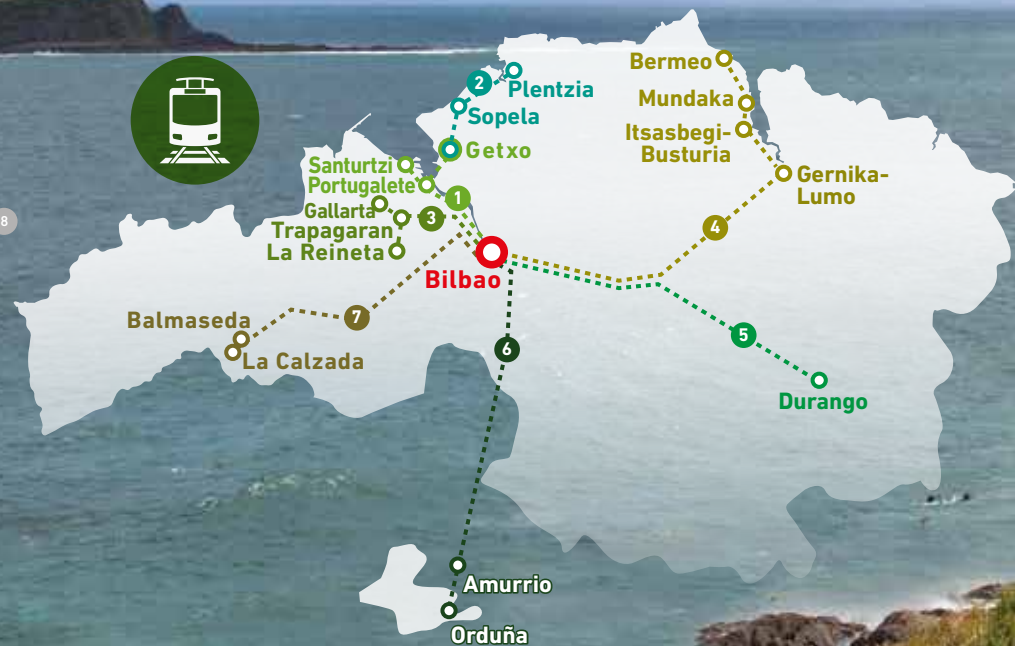 Bermeo
2
Plentzia
Mundaka
Sopela
Itsasbegi-
Busturia
Getxo
Santurtzi
Gernika-
Lumo
Portugalete
1
Gallarta
3
8
Trapagaran
4
La Reineta
Bilbao
Balmaseda
7
5
6
La Calzada
Durango
Amurrio
Orduña